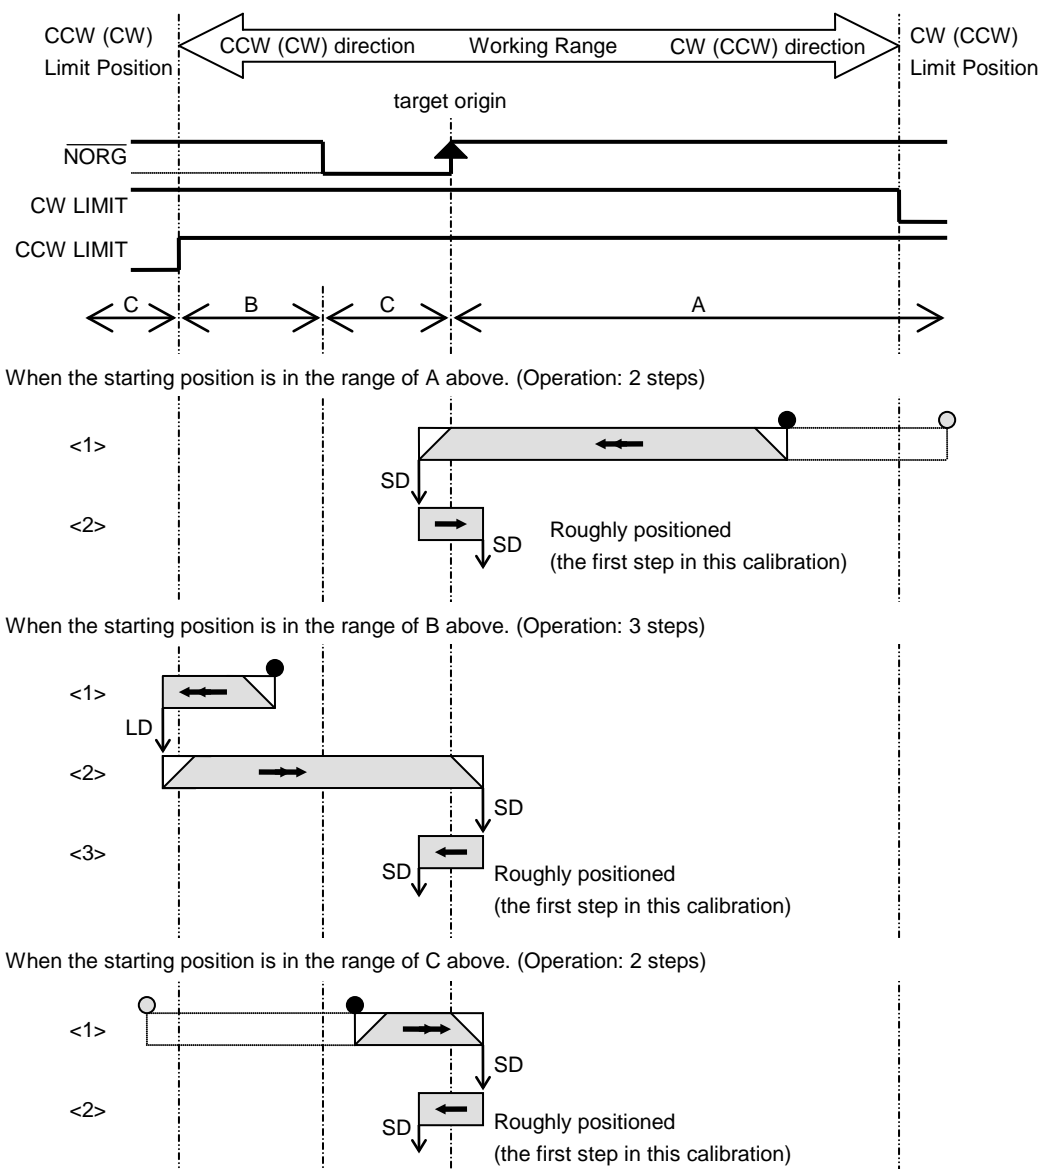 CCW (CW)
Limit Position
CCW (CW) direction
Working Range
CW (CCW) direction
CW (CCW)
Limit Position
target origin
NORG
CW LIMIT
CCW LIMIT
C
B
C
A
When the starting position is in the range of A above. (Operation: 2 steps)
<1>
SD
<2>
SD
Roughly positioned
(the first step in this calibration)
When the starting position is in the range of B above. (Operation: 3 steps)
<1>
LD
<2>
SD
<3>
SD
Roughly positioned
(the first step in this calibration)
When the starting position is in the range of C above. (Operation: 2 steps)
<1>
SD
<2>
SD
Roughly positioned
(the first step in this calibration)